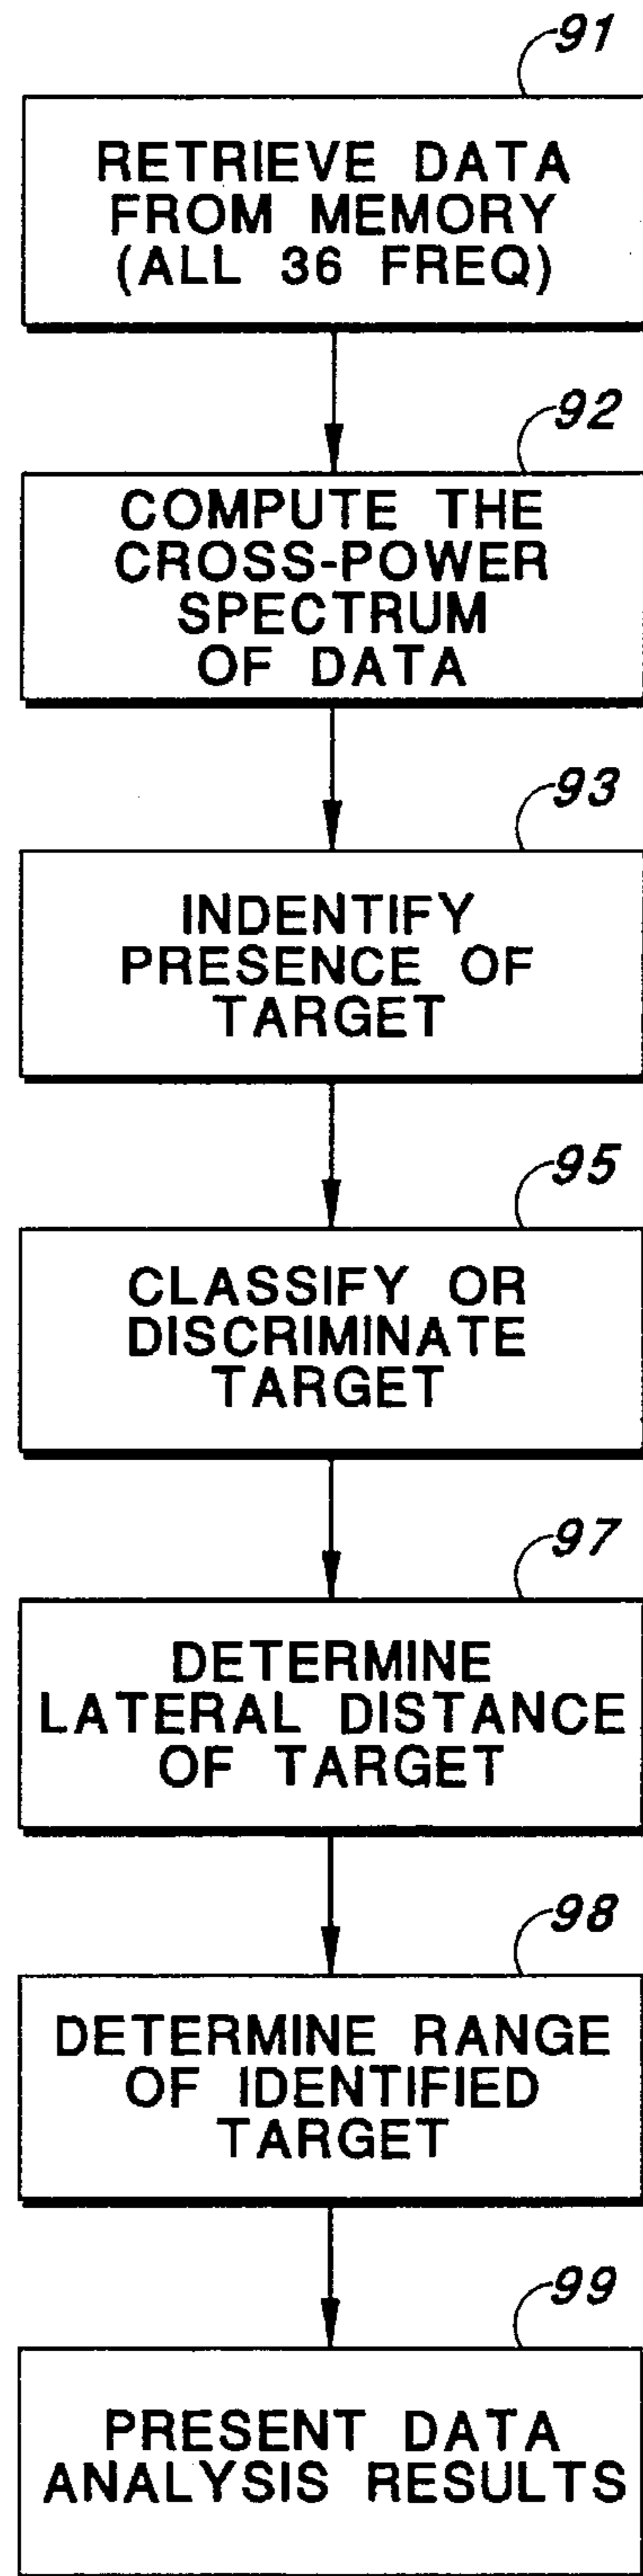 91
RETRIEVE DATA
FROM MEMORY
(ALL 36 FREQ)
92
COMPUTE THE
CROSS-POWER
SPECTRUM
OF DATA
93
INDENTIFY
PRESENCE OF
TARGET
95
CLASSIFY OR
DISCRIMINATE
TARGET
97
DETERMINE
LATERAL DISTANCE
OF TARGET
98
DETERMINE RANGE
OF IDENTIFIED
TARGET
99
PRESENT DATA
ANALYSIS RESULTS